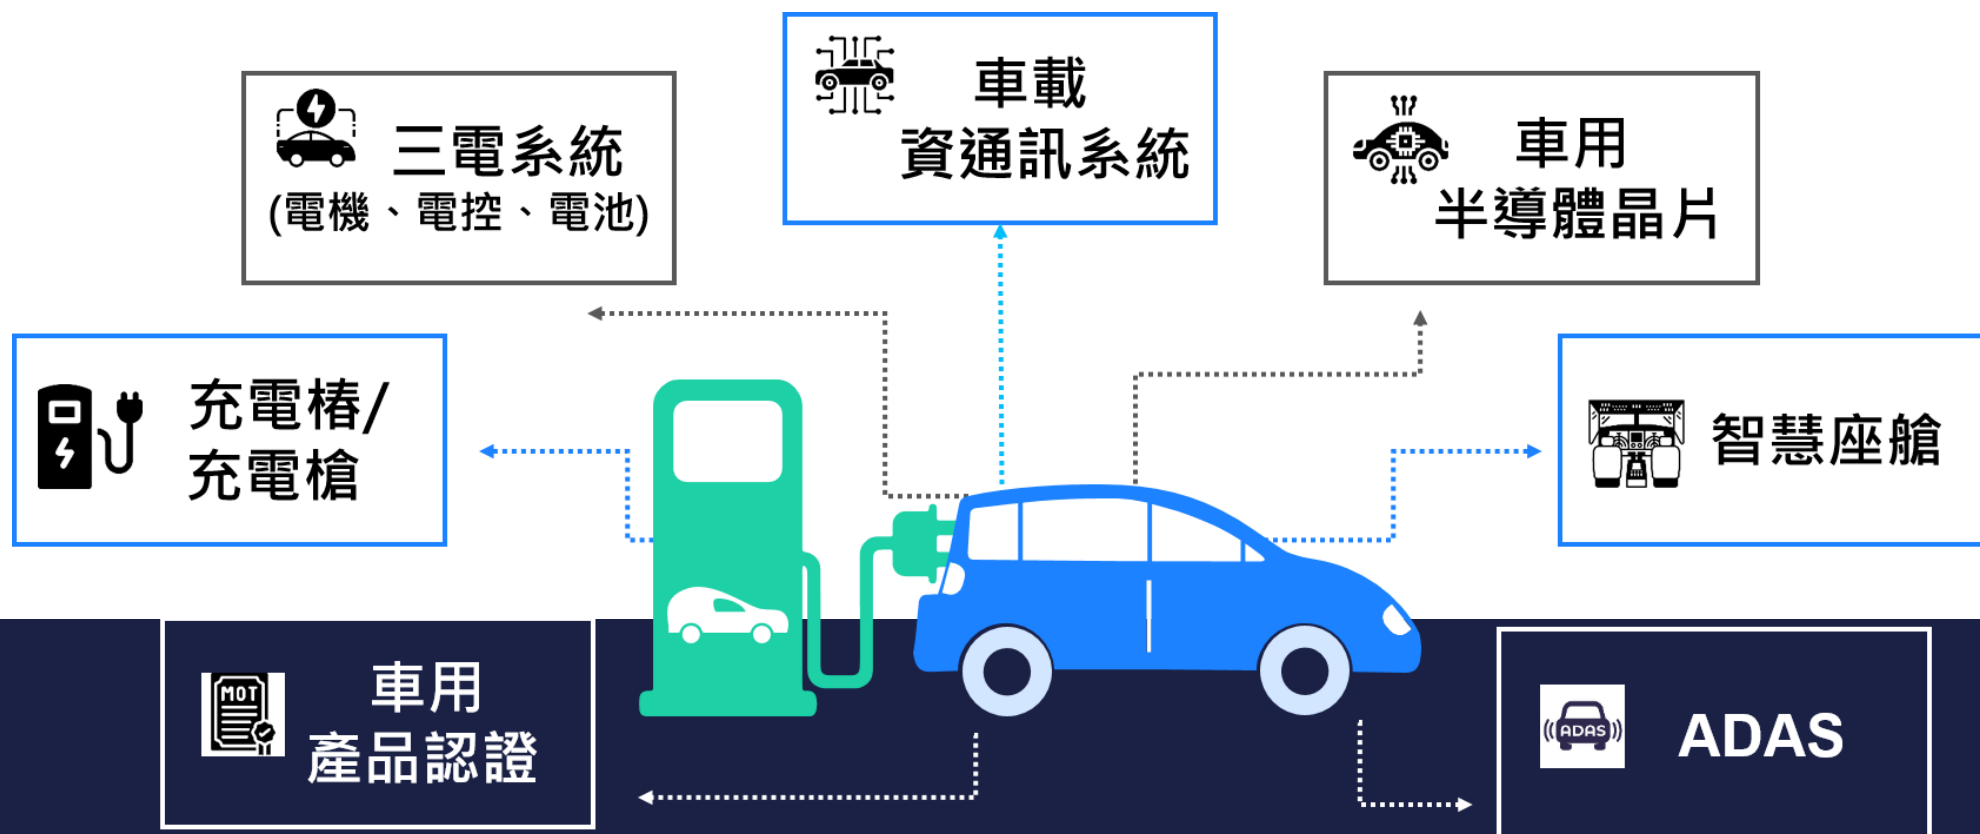 車載
資通訊系統
三電系統
(電機、電控、電池)
車用
半導體晶片
充電樁/
充電槍
智慧座艙
MOT
車用
產品認證
ADAS
ADAS